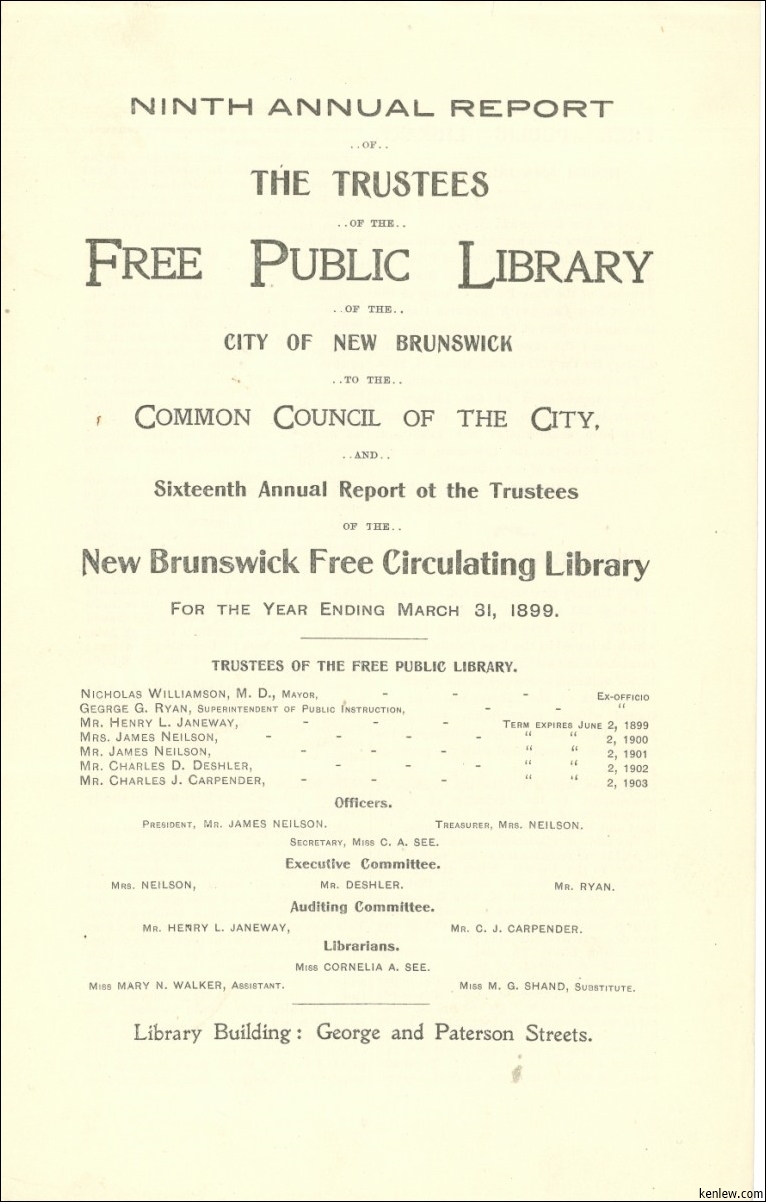 NINTH ANNUAL REPORT
..OF..
THE TRUSTEES
..OF THE..
FREE PUBLIC LIBRARY
..OF THE..
CITY OF NEW BRUNSWICK
..TO THE..
COMMON COUNCIL OF THE CITY,
..AND..
Sixteenth Annual Report ot the Trustees
OF THE..
New Brunswick Free Circulating Library
FOR THE YEAR ENDING MARCH 31, 1899.
TRUSTEES OF THE FREE PUBLIC LIBRARY.
NICHOLAS WILLIAMSON, M. D., MAYOR, - - - EX-OFFICIO
GEGRGE G. RYAN, SUPERINTENDENT OF PUBLIC INSTRUCTION, - - "
MR. HENRY L. JANEWAY, - - - TERM EXPIRES JUNE 2, 1899
MRS. JAMES NEILSON, - - - - " " 2, 1900
MR. JAMES NEILSON, - - - " " 2, 1901
MR. CHARLES D. DESHLER, - - - " " 2, 1902
MR. CHARLES J. CARPENDER, - - - " " 2, 1903
Officers.
PRESIDENT, MR. JAMES NEILSON. TREASURER, MRS. NEILSON.
SECRETARY, MISS C. A. SEE.
Executive Committee.
MRS. NEILSON, MR. DESHLER. MR. RYAN.
Auditing Committee.
MR. HENRY L. JANEWAY, MR. C. J. CARPENDER.
Librarians.
MISS CORNELIA A. SEE.
MISS MARY N. WALKER, ASSISTANT. MISS M. G. SHAND, SUBSTITUTE.
Library Building: George and Paterson Streets.
kenlew.com